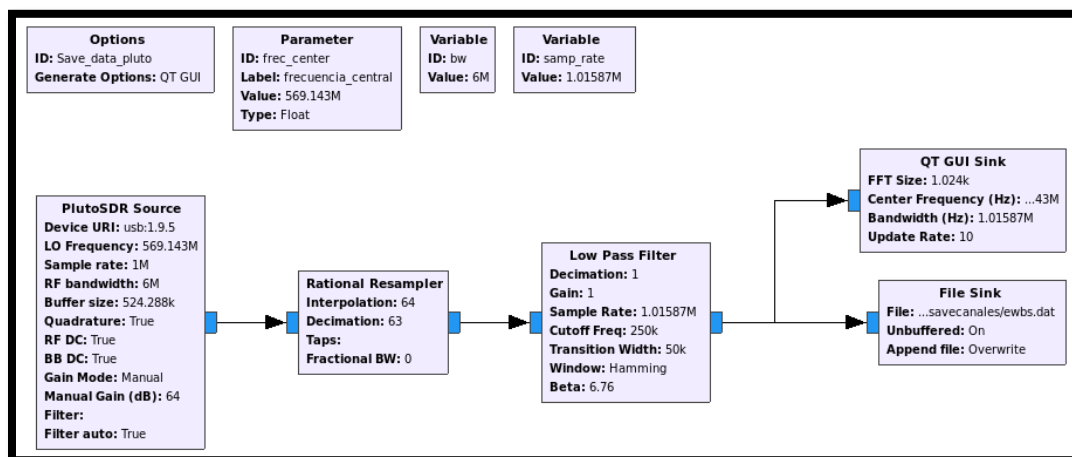 Options
ID: Save_data_pluto
Generate Options: QT GUI
Parameter
ID: frec_center
Label: frecuencia_central
Value: 569.143M
Type: Float
Variable
ID: bw
Value: 6M
Variable
ID: samp_rate
Value: 1.01587M
PlutoSDR Source
Device URI: usb:1.9.5
LO Frequency: 569.143M
Sample rate: 1M
RF bandwidth: 6M
Buffer size: 524.288k
Quadrature: True
RF DC: True
BB DC: True
Gain Mode: Manual
Manual Gain (dB): 64
Filter:
Filter auto: True
Rational Resampler
Interpolation: 64
Decimation: 63
Taps:
Fractional BW: 0
Low Pass Filter
Decimation: 1
Gain: 1
Sample Rate: 1.01587M
Cutoff Freq: 250k
Transition Width: 50k
Window: Hamming
Beta: 6.76
QT GUI Sink
FFT Size: 1.024k
Center Frequency (Hz): ...43M
Bandwidth (Hz): 1.01587M
Update Rate: 10
File Sink
File: ...savecanales/ewbs.dat
Unbuffered: On
Append file: Overwrite